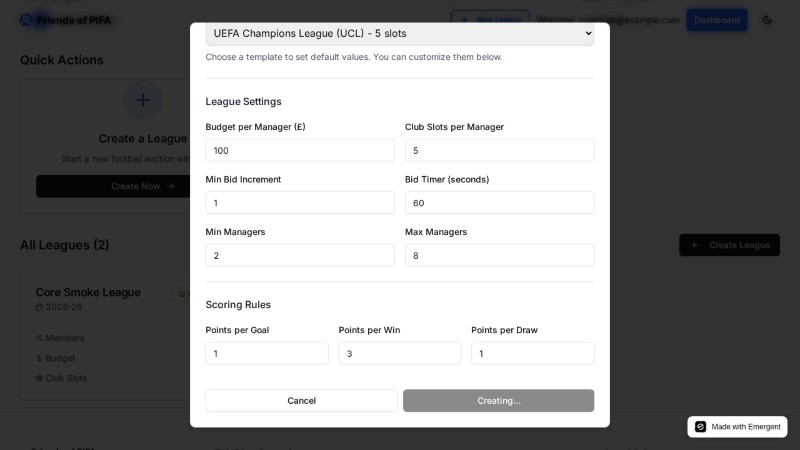 Friends of PIFA
New League
Welcome,
@example.com
Dashboard
UEFA Champions League (UCL) - 5 slots
Choose a template to set default values. You can customize them below.
Quick Actions
Create a League
Start a new football auction
Create Now →
League Settings
Budget per Manager (£)
Club Slots per Manager
100
5
Min Bid Increment
Bid Timer (seconds)
1
60
Min Managers
Max Managers
2
8
All Leagues (2)
+ Create League
Core Smoke League
2025-26
Members
$ Budget
Club Slots
Scoring Rules
Points per Goal
Points per Win
Points per Draw
1
3
1
Cancel
Creating...
Made with Emergent